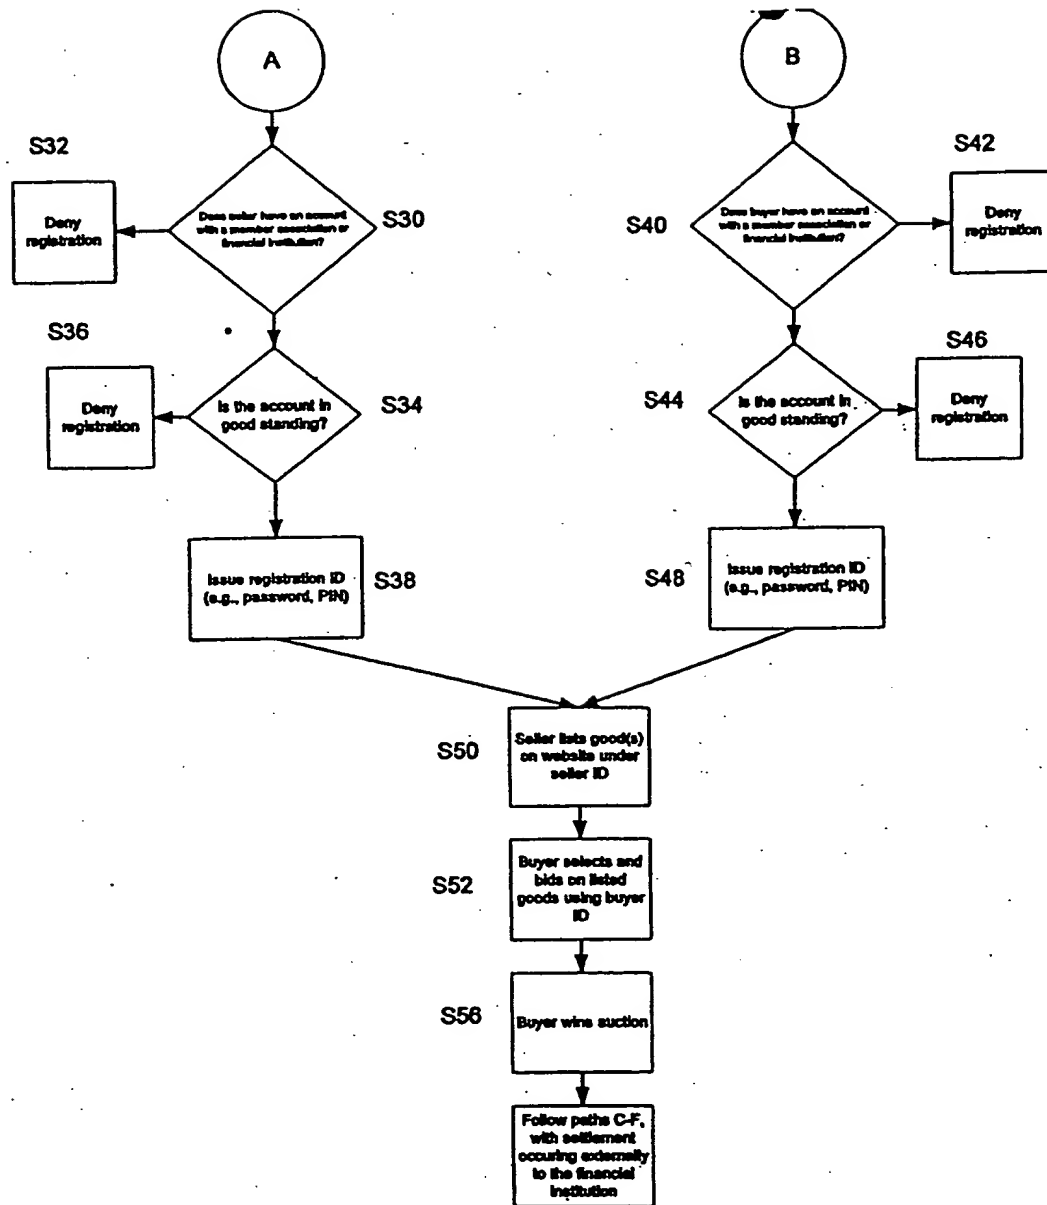 A
B
S32
S42
Does seller have an account
with a member association or
financial institution?
S30
Deny
registration
S40
Does buyer have an account
with a member association or
financial institution?
Deny
registration
S36
S46
Deny
registration
Is the account in
good standing?
S34
S44
Is the account in
good standing?
Deny
registration
Issue registration ID
(e.g., password, PIN)
S38
S48
Issue registration ID
(e.g., password, PIN)
S50
Seller lists good(s)
on website under
seller ID
S52
Buyer selects and
bids on listed
goods using buyer
ID
S56
Buyer wins auction
Follow paths C-F,
with settlement
occuring externally
to the financial
institution